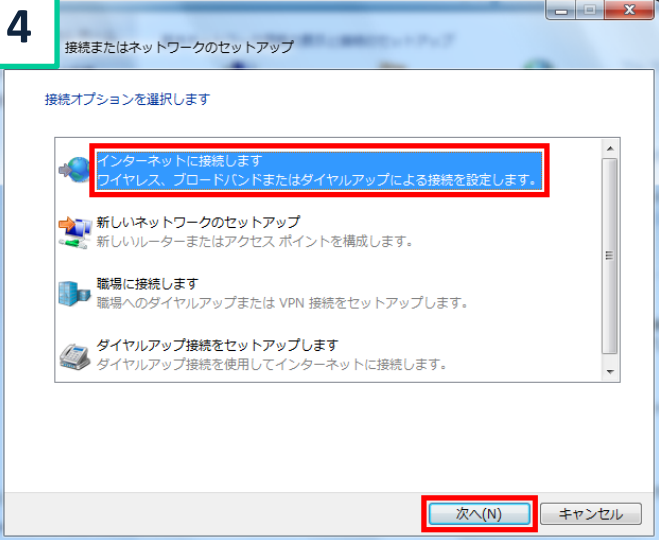 4
接続またはネットワークのセットアップ
接続オプションを選択します
インターネットに接続します
ワイヤレス、ブロードバンドまたはダイヤルアップによる接続を設定します。
新しいネットワークのセットアップ
新しいルーターまたはアクセス ポイントを構成します。
職場に接続します
職場へのダイヤルアップまたは VPN 接続をセットアップします。
ダイヤルアップ接続をセットアップします
ダイヤルアップ接続を使用してインターネットに接続します。
次へ(N) キャンセル